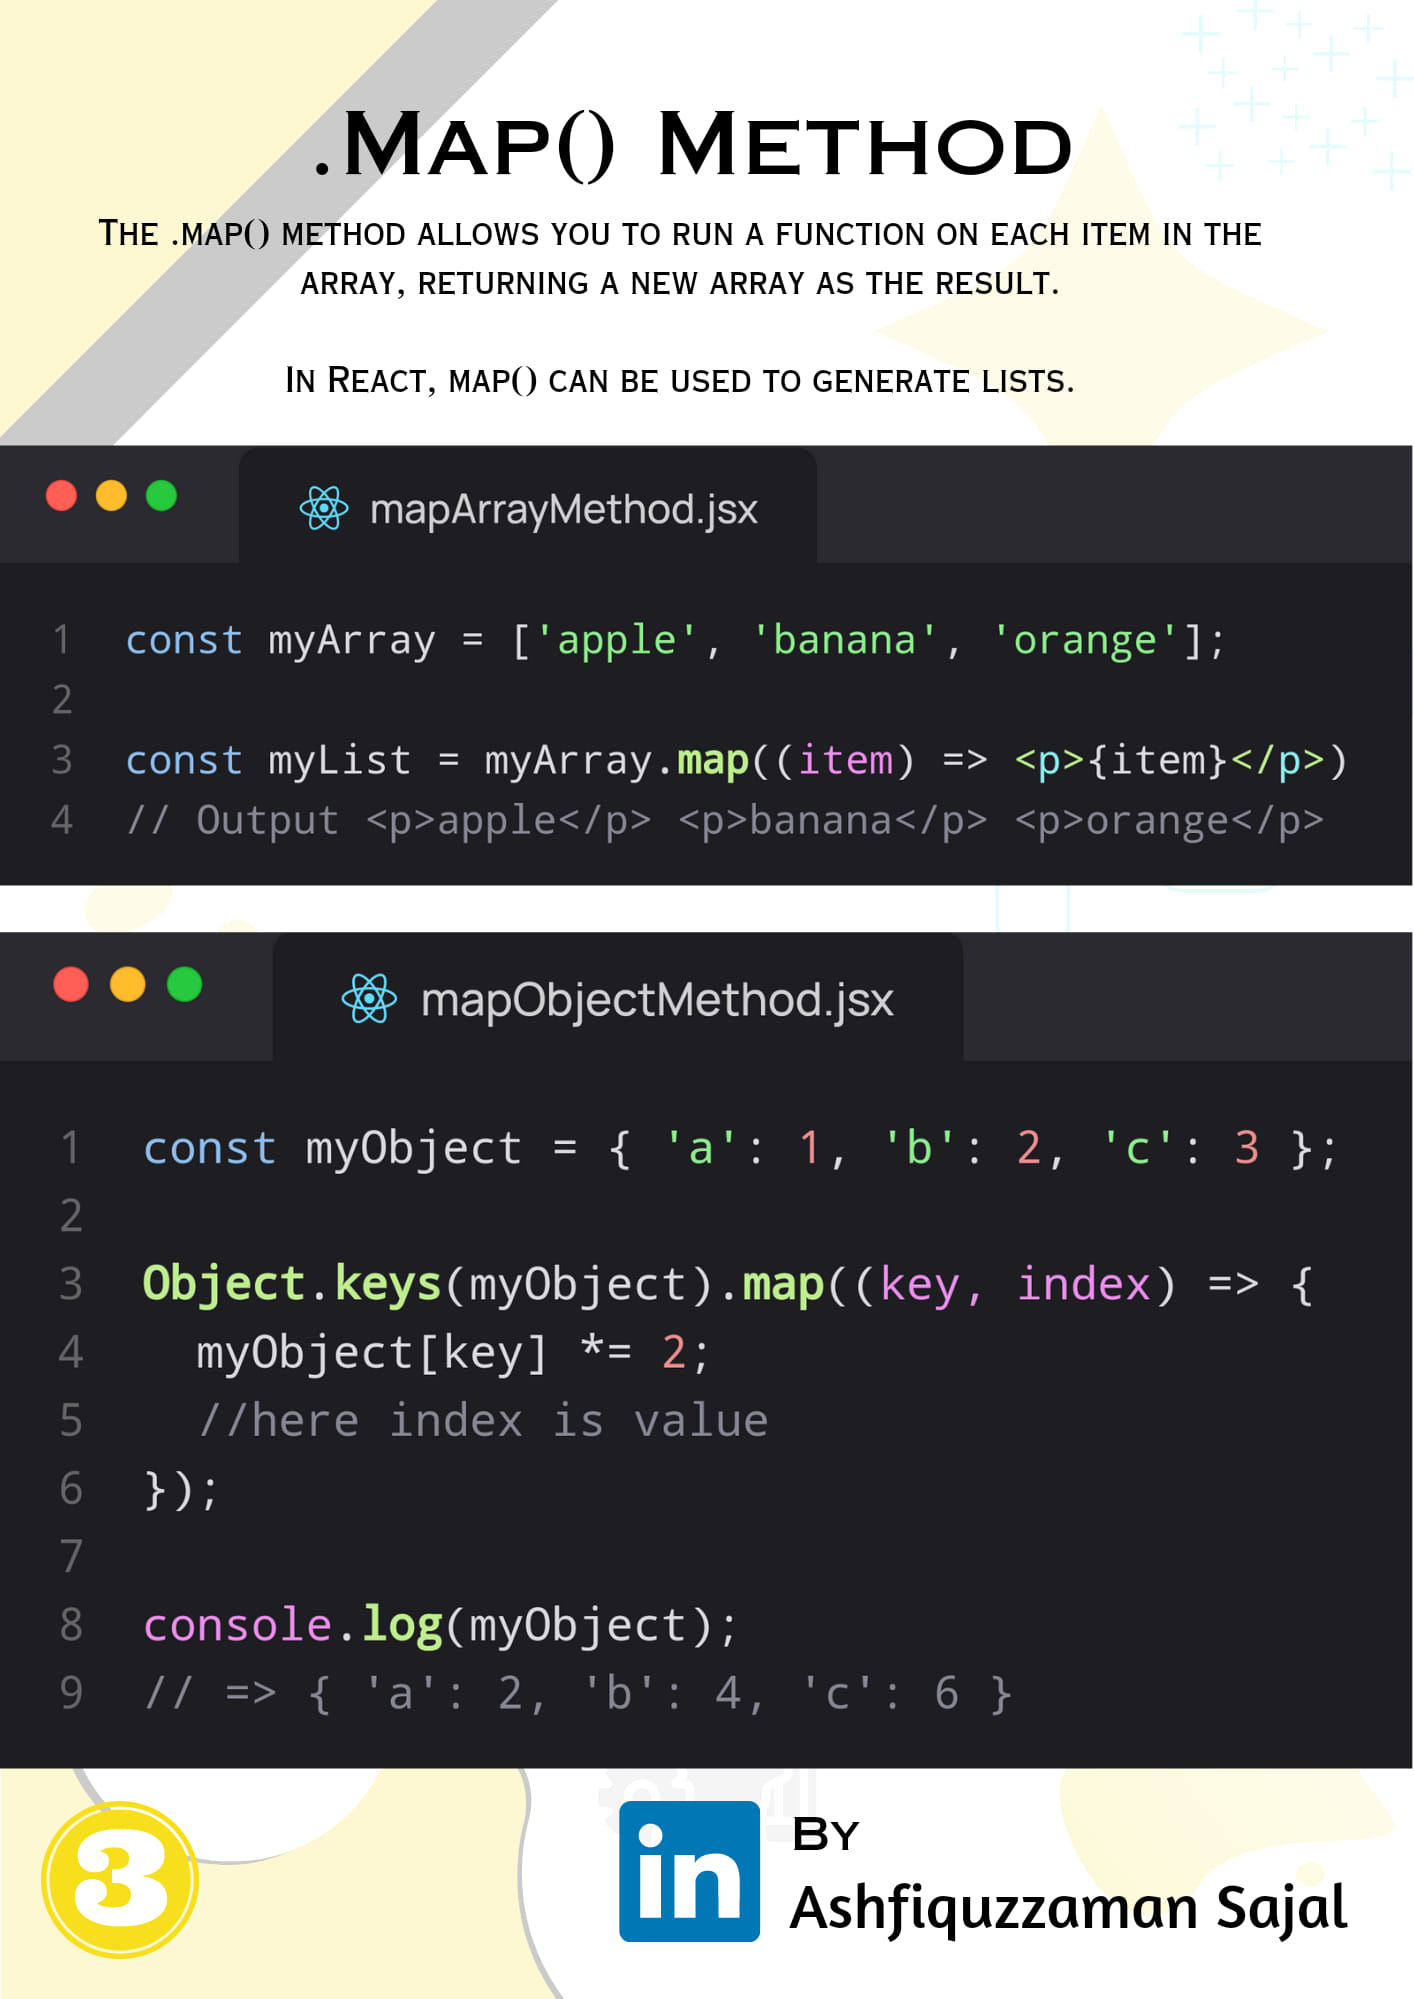 .Map() Method
The .map() method allows you to run a function on each item in the
array, returning a new array as the result.
In React, map() can be used to generate lists.
mapArrayMethod.jsx
1 const myArray = ['apple', 'banana', 'orange'];
2
3 const myList = myArray.map((item) => <p>{item}</p>)
4 // Output <p>apple</p> <p>banana</p> <p>orange</p>
mapObjectMethod.jsx
1 const myObject = { 'a': 1, 'b': 2, 'c': 3 };
2
3 Object.keys(myObject).map((key, index) => {
4   myObject[key] *= 2;
5   //here index is value
6 });
7
8 console.log(myObject);
9 // => { 'a': 2, 'b': 4, 'c': 6 }
3
in
By
Ashfiquzzaman Sajal